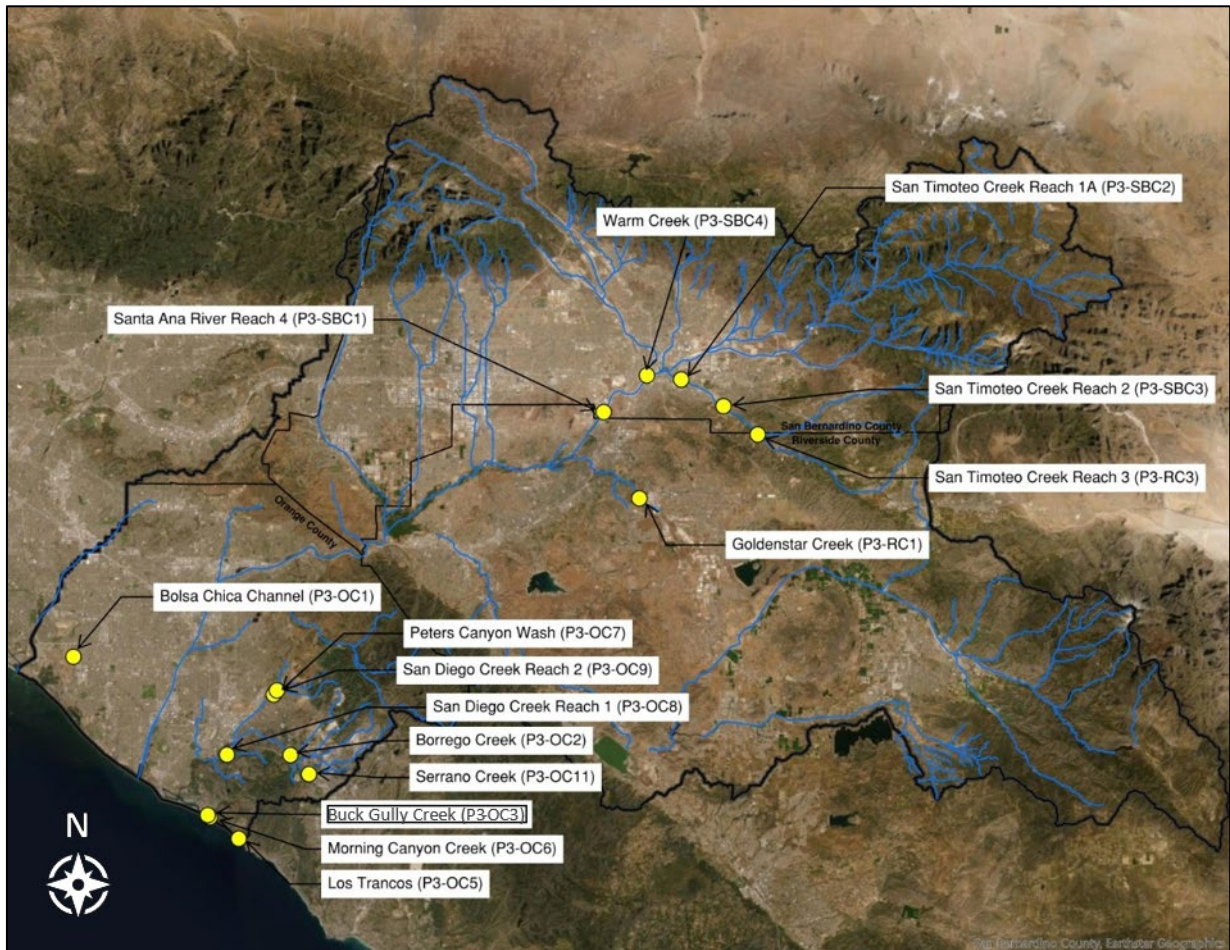 San Timoteo Creek Reach 1A (P3-SBC2)
Warm Creek (P3-SBC4)
Santa Ana River Reach 4 (P3-SBC1)
San Timoteo Creek Reach 2 (P3-SBC3)
San Bernardino County
Riverside County
San Timoteo Creek Reach 3 (P3-RC3)
Orange County
Goldenstar Creek (P3-RC1)
Bolsa Chica Channel (P3-OC1)
Peters Canyon Wash (P3-OC7)
San Diego Creek Reach 2 (P3-OC9)
San Diego Creek Reach 1 (P3-OC8)
Borrego Creek (P3-OC2)
Serrano Creek (P3-OC11)
Buck Gully Creek (P3-OC3)
Morning Canyon Creek (P3-OC6)
Los Trancos (P3-OC5)
N
Bernardino County, Earthstar Geographics